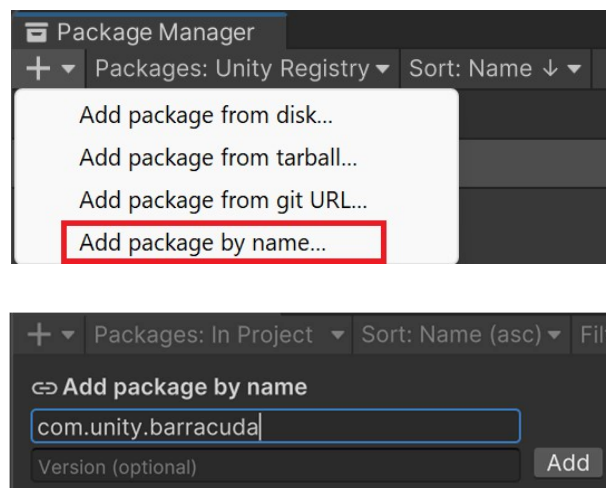 Package Manager
+ Packages: Unity Registry Sort: Name ↓
Add package from disk...
Add package from tarball...
Add package from git URL...
Add package by name...
+ Packages: In Project Sort: Name (asc) Fil
Add package by name
com.unity.barracuda
Version (optional) Add